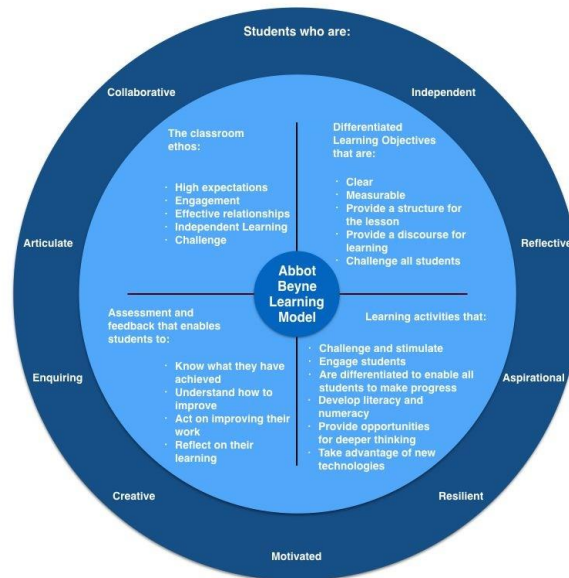 Students who are:
Collaborative
Independent
The classroom
ethos:
· High expectations
· Engagement
· Effective relationships
· Independent Learning
· Challenge
Differentiated
Learning Objectives
that are:
· Clear
· Measurable
· Provide a structure for
the lesson
· Provide a discourse for
learning
· Challenge all students
Articulate
Reflective
Abbot
Beyne
Learning
Model
Assessment and
feedback that enables
students to:
· Know what they have
achieved
· Understand how to
improve
· Act on improving their
work
· Reflect on their
learning
Learning activities that:
· Challenge and stimulate
· Engage students
· Are differentiated to enable all
students to make progress
· Develop literacy and
numeracy
· Provide opportunities
for deeper thinking
· Take advantage of new
technologies
Enquiring
Aspirational
Creative
Resilient
Motivated